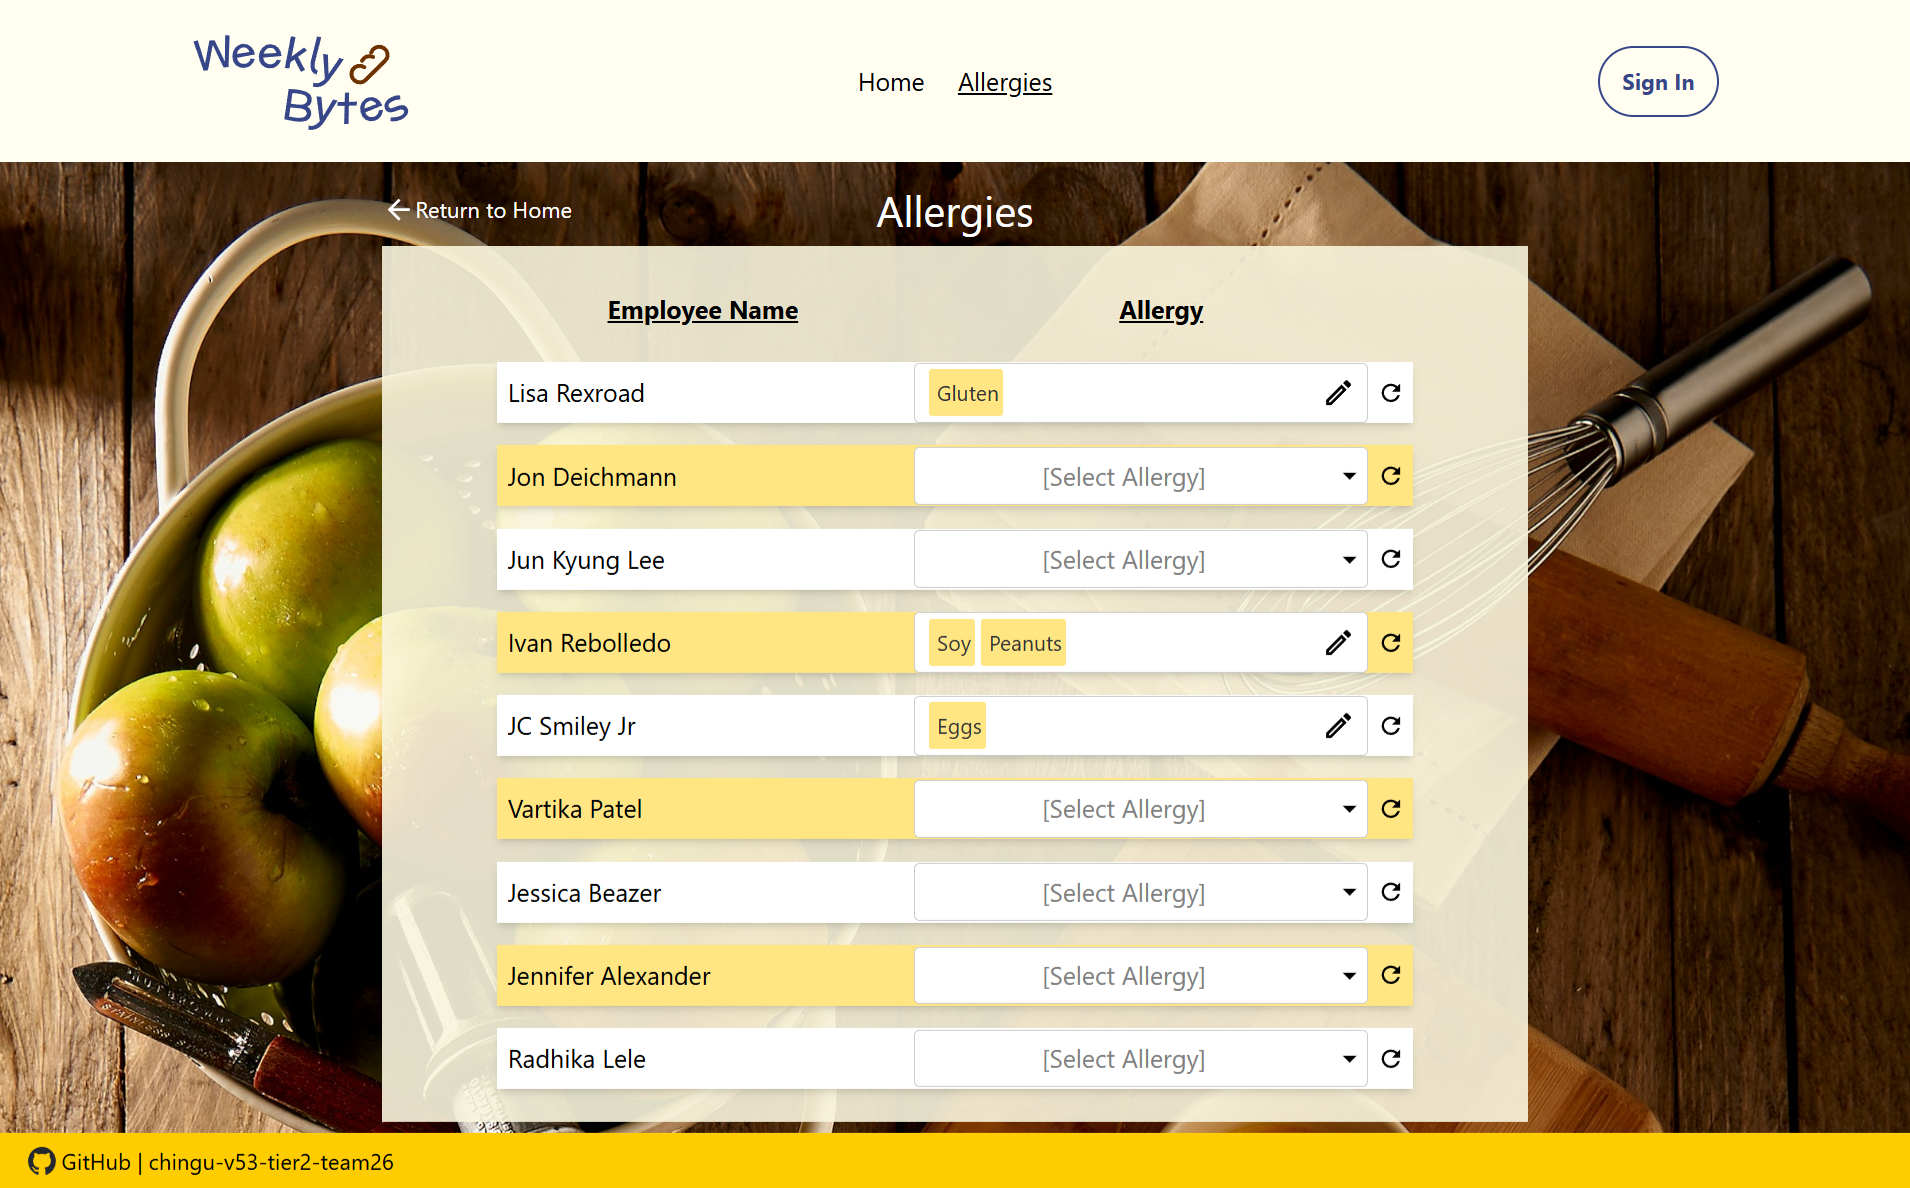 Weekly
Bytes
Home Allergies
Sign In
Return to Home
Allergies
Employee Name Allergy
Lisa Rexroad Gluten
Jon Deichmann [Select Allergy]
Jun Kyung Lee [Select Allergy]
Ivan Rebolledo Soy Peanuts
JC Smiley Jr Eggs
Vartika Patel [Select Allergy]
Jessica Beazer [Select Allergy]
Jennifer Alexander [Select Allergy]
Radhika Lele [Select Allergy]
GitHub | chingu-v53-tier2-team26